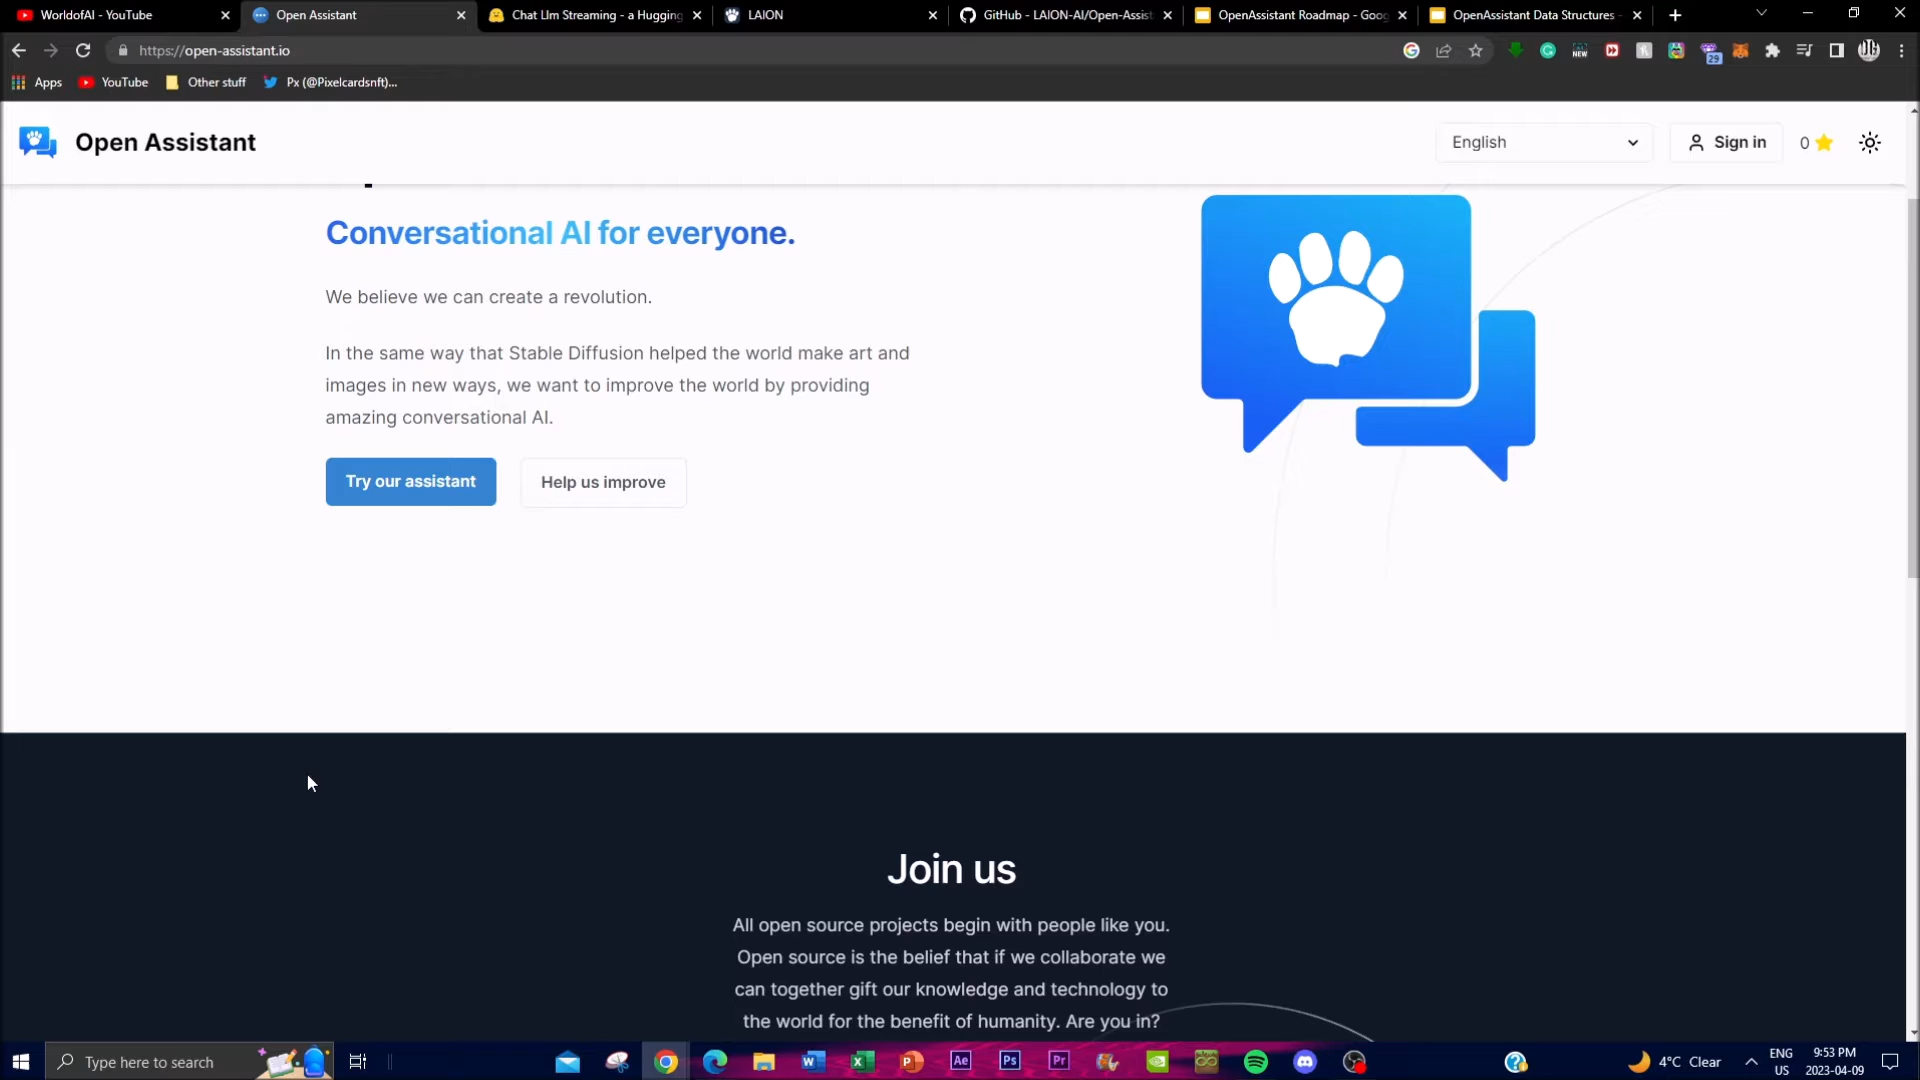 WorldofAI - YouTube
Open Assistant
Chat Llm Streaming - a Hugging
LAION
GitHub - LAION-AI/Open-Assist
OpenAssistant Roadmap - Goog
OpenAssistant Data Structures -
https://open-assistant.io
29
Apps
YouTube
Other stuff
Px (@Pixelcardsnft)...
Open Assistant
English
Sign in
0
Conversational AI for everyone.
We believe we can create a revolution.
In the same way that Stable Diffusion helped the world make art and
images in new ways, we want to improve the world by providing
amazing conversational AI.
Try our assistant
Help us improve
Join us
All open source projects begin with people like you.
Open source is the belief that if we collaborate we
can together gift our knowledge and technology to
the world for the benefit of humanity. Are you in?
Type here to search
Ae
Ps
Pr
4°C Clear
ENG
US
9:53 PM
2023-04-09